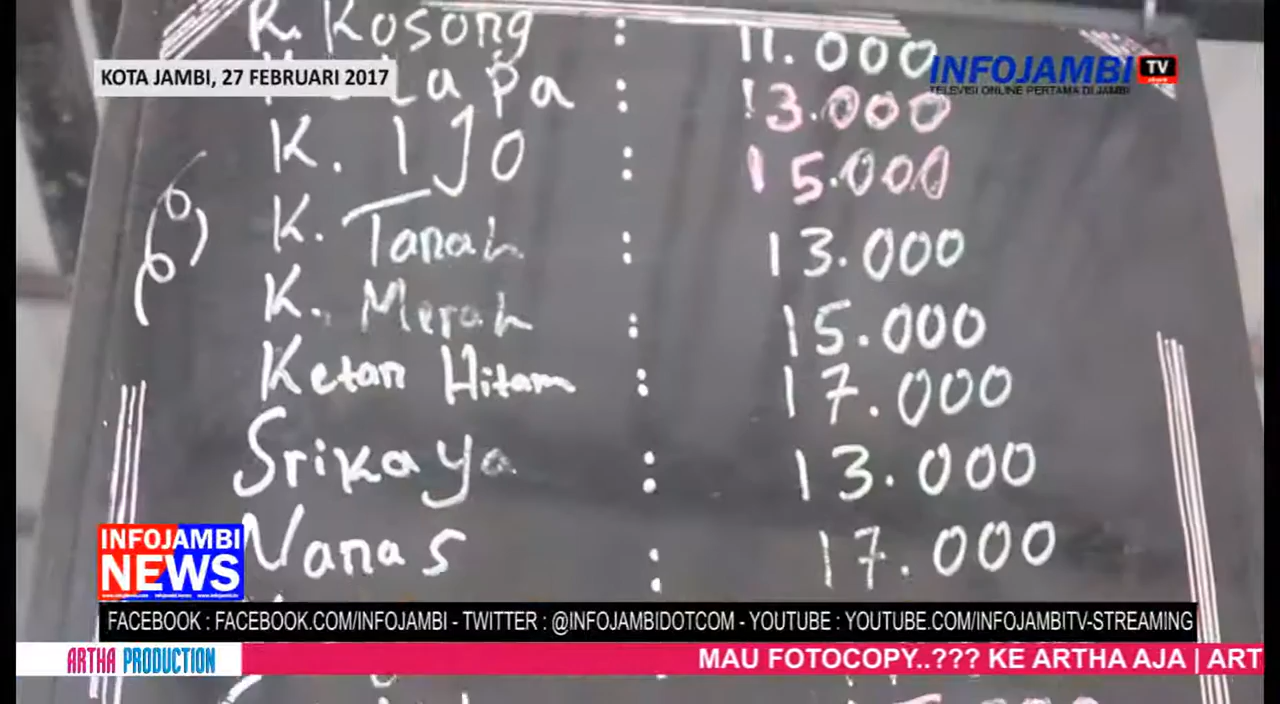 R. Kosong : 11.000
INFOJAMBI TV
TELEVISI ONLINE PERTAMA DI JAMBI
KOTA JAMBI, 27 FEBRUARI 2017
: 13.000
K. IJO : 15.000
K. Tanah : 13.000
K. Merah : 15.000
Ketan Hitam : 17.000
Srikaya : 13.000
Nanas : 17.000
INFOJAMBI
NEWS
FACEBOOK : FACEBOOK.COM/INFOJAMBI - TWITTER : @INFOJAMBIDOTCOM - YOUTUBE : YOUTUBE.COM/INFOJAMBITV-STREAMING
ARTHA PRODUCTION
MAU FOTOCOPY..??? KE ARTHA AJA | ART